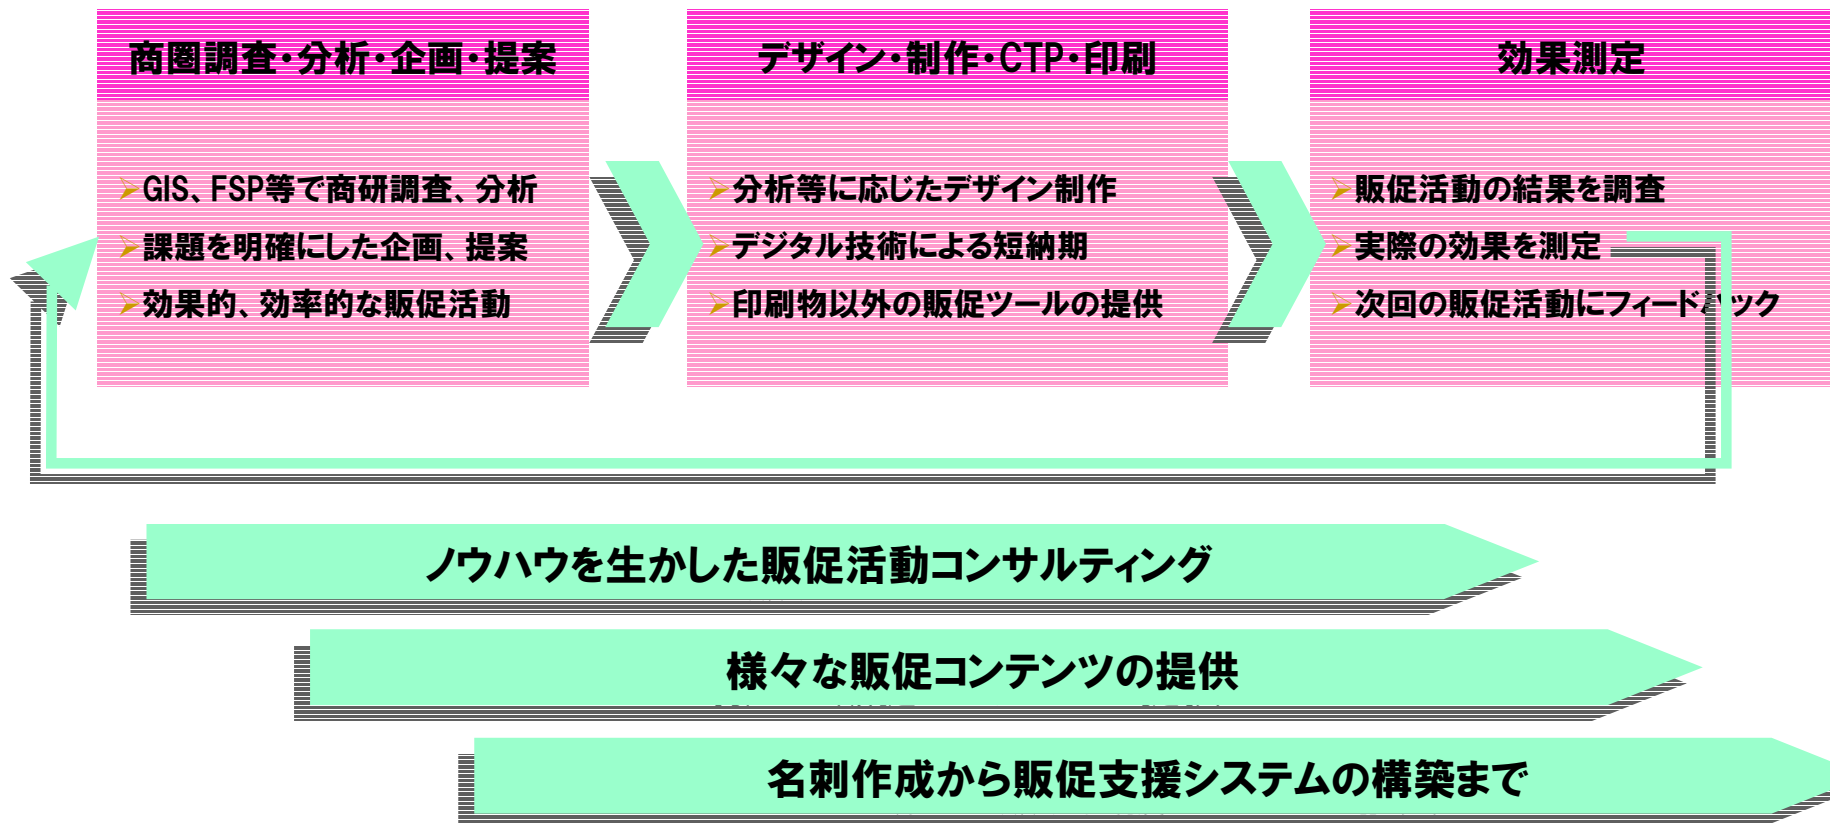 商圏調査・分析・企画・提案
➢GIS、FSP等で商研調査、分析
➢課題を明確にした企画、提案
➢効果的、効率的な販促活動
デザイン・制作・CTP・印刷
➢分析等に応じたデザイン制作
➢デジタル技術による短納期
➢印刷物以外の販促ツールの提供
効果測定
➢販促活動の結果を調査
➢実際の効果を測定
➢次回の販促活動にフィードバック
ノウハウを生かした販促活動コンサルティング
様々な販促コンテンツの提供
名刺作成から販促支援システムの構築まで